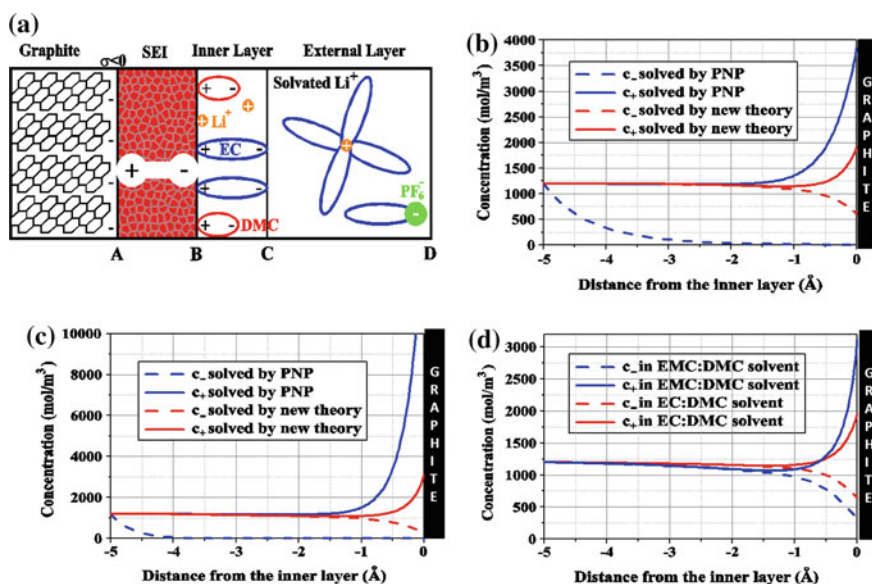 (a)
Graphite σ<0 SEI Inner Layer External Layer
Solvated Li+
+ -
Li+
EC
DMC
PF6-
A B C D
(b)
Concentration (mol/m³)
4000
3500
3000
2500
2000
1500
1000
500
0
c_ solved by PNP
c+ solved by PNP
c_ solved by new theory
c+ solved by new theory
-5 -4 -3 -2 -1 0
Distance from the inner layer (Å)
GRAPHITE
(c)
Concentration (mol/m³)
10000
8000
6000
4000
2000
0
c_ solved by PNP
c+ solved by PNP
c_ solved by new theory
c+ solved by new theory
-5 -4 -3 -2 -1 0
Distance from the inner layer (Å)
GRAPHITE
(d)
Concentration (mol/m³)
3000
2500
2000
1500
1000
500
0
c_ in EMC:DMC solvent
c+ in EMC:DMC solvent
c_ in EC:DMC solvent
c+ in EC:DMC solvent
-5 -4 -3 -2 -1 0
Distance from the inner layer (Å)
GRAPHITE